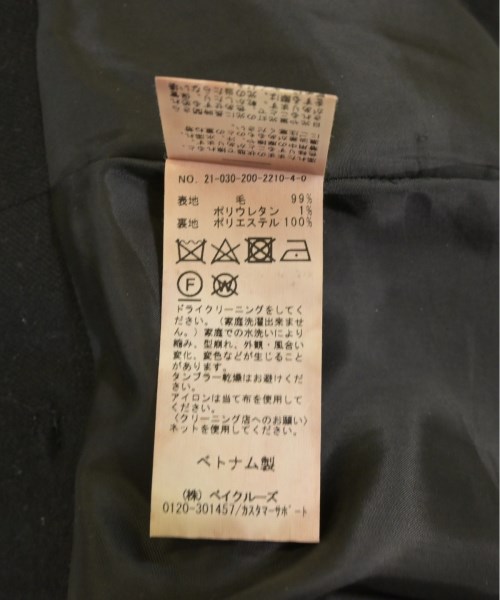 NO. 21-030-200-2210-4-0
表地 毛 99%
ポリウレタン 1%
裏地 ポリエステル 100%
F W
ドライクリーニングをしてく
ださい。(家庭洗濯出来ませ
ん。)家庭での水洗いにより
縮み、型崩れ、外観・風合い
変化、変色などが生じること
があります。
タンブラー乾燥はお避けくだ
さい。
アイロンは当て布を使用して
ください。
〈クリーニング店へのお願い〉
ネットを使用してください。
ベトナム製
(株) ベイクルーズ
0120-301457/カスタマーサポート